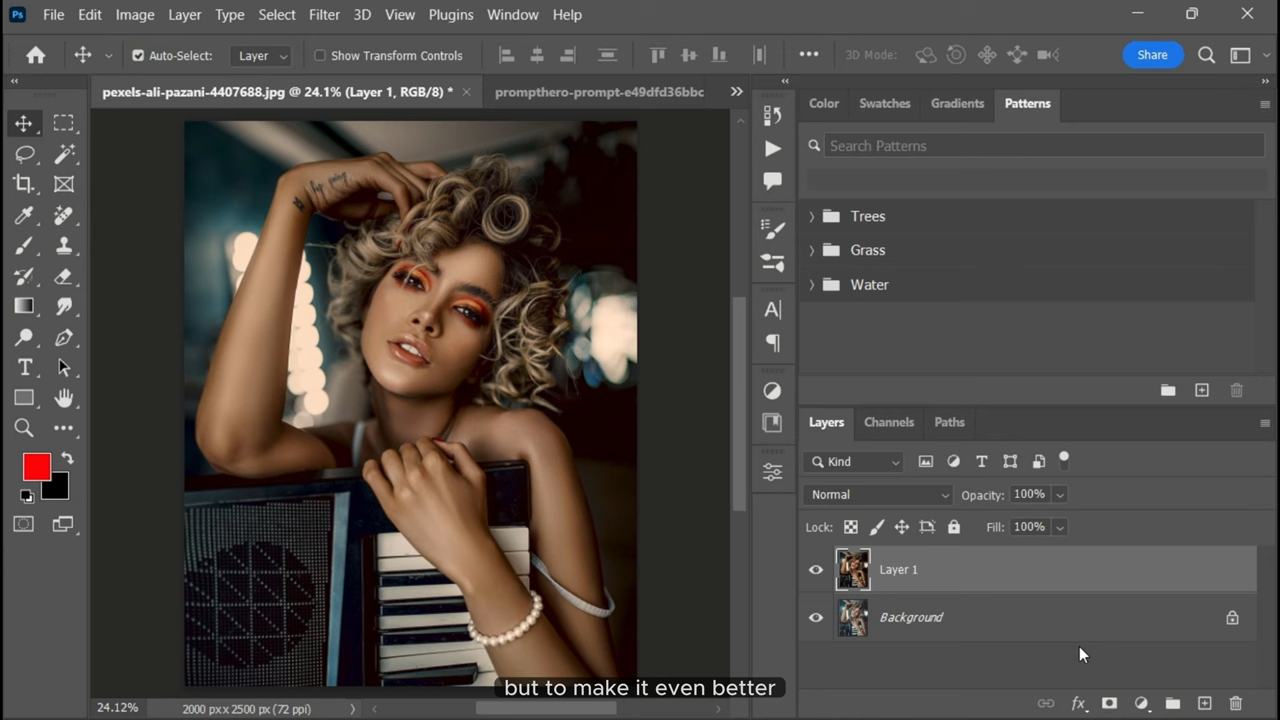 Ps File Edit Image Layer Type Select Filter 3D View Plugins Window Help
Auto-Select: Layer Show Transform Controls 3D Mode: Share
pexels-ali-pazani-4407688.jpg @ 24.1% (Layer 1, RGB/8) * prompthero-prompt-e49dfd36bbc
Color Swatches Gradients Patterns
Search Patterns
Trees
Grass
Water
Layers Channels Paths
Kind
Normal Opacity: 100%
Lock: Fill: 100%
Layer 1
Background
but to make it even better
24.12% 2000 px x 2500 px (72 ppi)